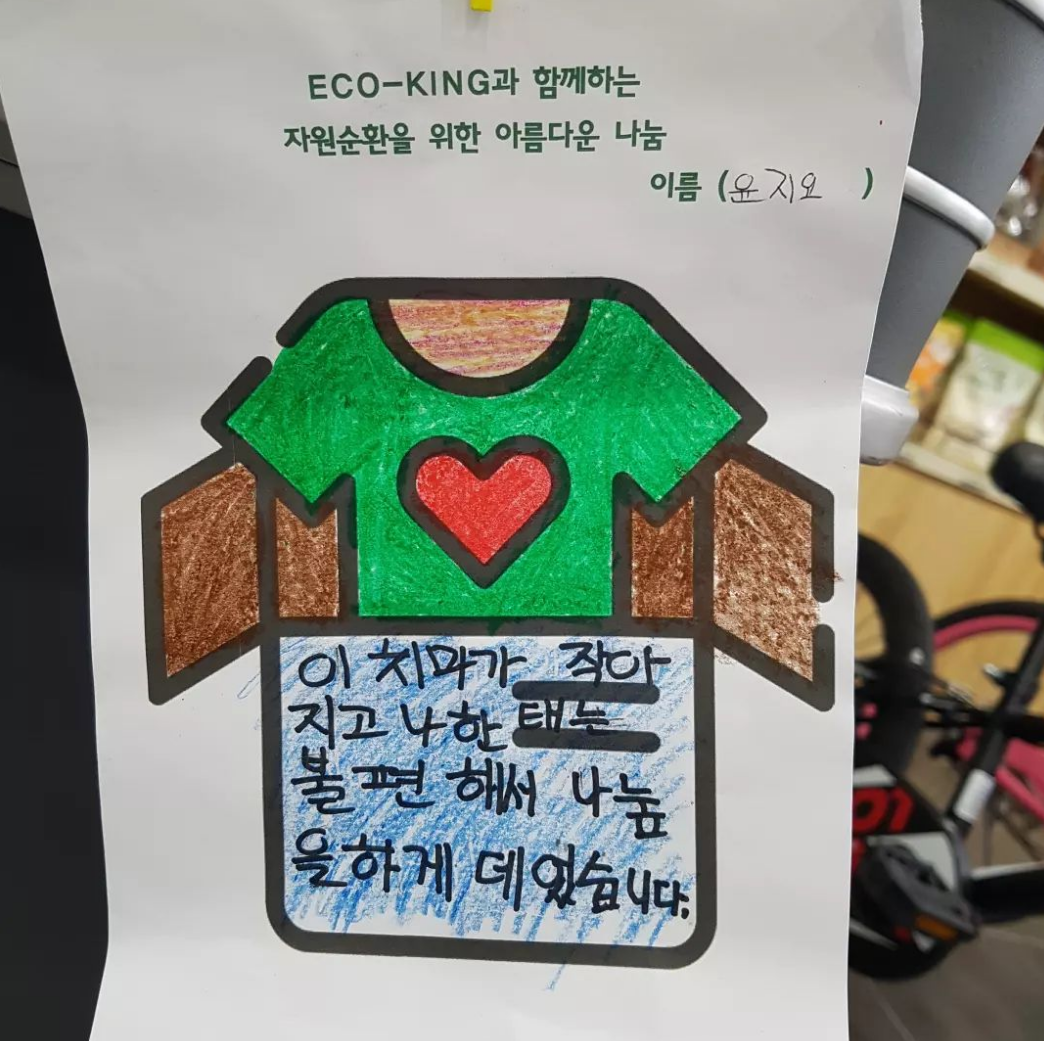 ECO-KING과 함께하는
자원순환을 위한 아름다운 나눔
이름 (윤지요 )
이 치마가 작아
지고 나한태는
불편 해서 나눔
을하게 데었습니다.